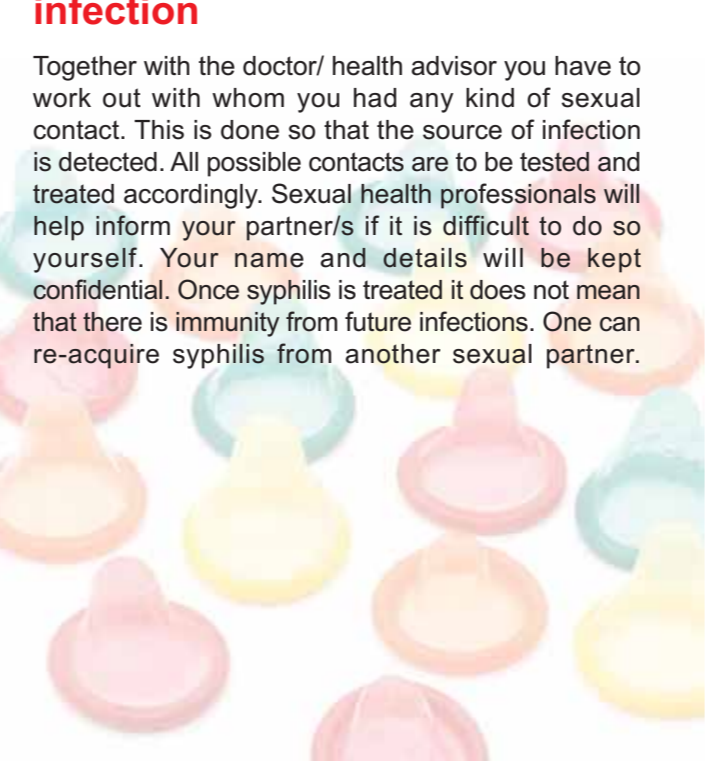 infection
Together with the doctor/ health advisor you have to
work out with whom you had any kind of sexual
contact. This is done so that the source of infection
is detected. All possible contacts are to be tested and
treated accordingly. Sexual health professionals will
help inform your partner/s if it is difficult to do so
yourself. Your name and details will be kept
confidential. Once syphilis is treated it does not mean
that there is immunity from future infections. One can
re-acquire syphilis from another sexual partner.